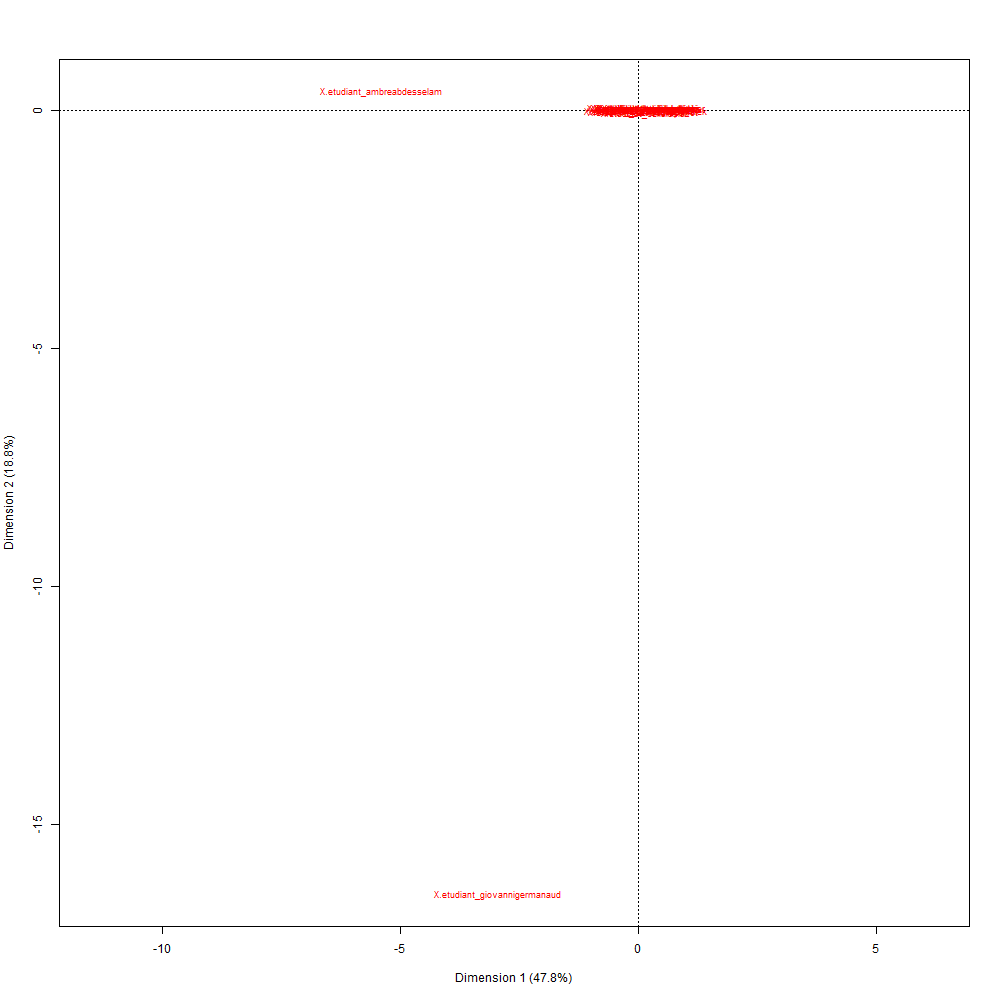 X.etudiant_ambreabdesselam
0
-5
-10
-15
Dimension 2 (18.8%)
X.etudiant_giovannigermanaud
-10
-5
0
5
Dimension 1 (47.8%)